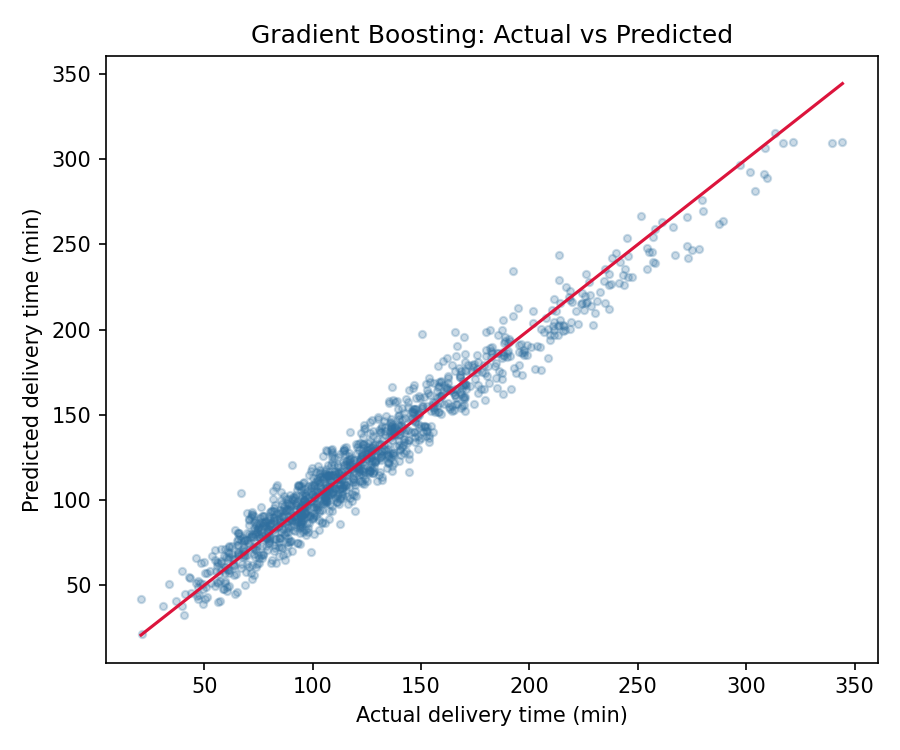 Gradient Boosting: Actual vs Predicted
350
300
250
200
150
100
50
Predicted delivery time (min)
50 100 150 200 250 300 350
Actual delivery time (min)